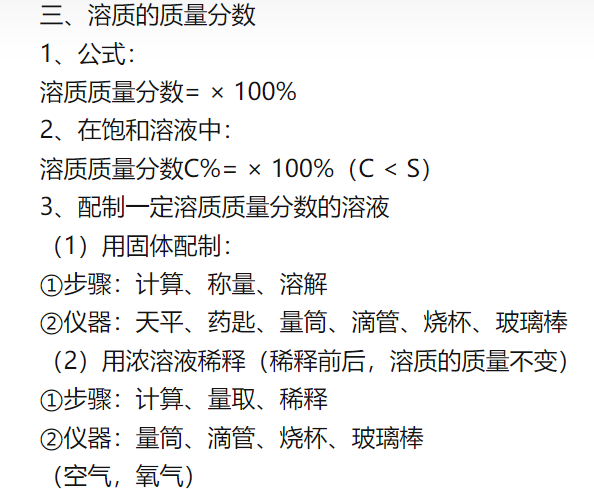 三、溶质的质量分数
1、公式：
溶质质量分数= × 100%
2、在饱和溶液中：
溶质质量分数C%= × 100%（C < S）
3、配制一定溶质质量分数的溶液
（1）用固体配制：
①步骤：计算、称量、溶解
②仪器：天平、药匙、量筒、滴管、烧杯、玻璃棒
（2）用浓溶液稀释（稀释前后，溶质的质量不变）
①步骤：计算、量取、稀释
②仪器：量筒、滴管、烧杯、玻璃棒
（空气，氧气）